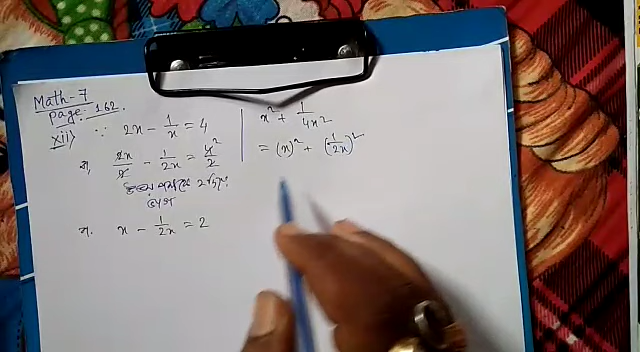 Math-7
page: 162.
xii) ∵ 2x - 1/x = 4
বা, 2x/2 - 1/2x = 4/2
2
বা. x - 1/2x = 2
x² + 1/4x2
= (x)² + (1/2x)²